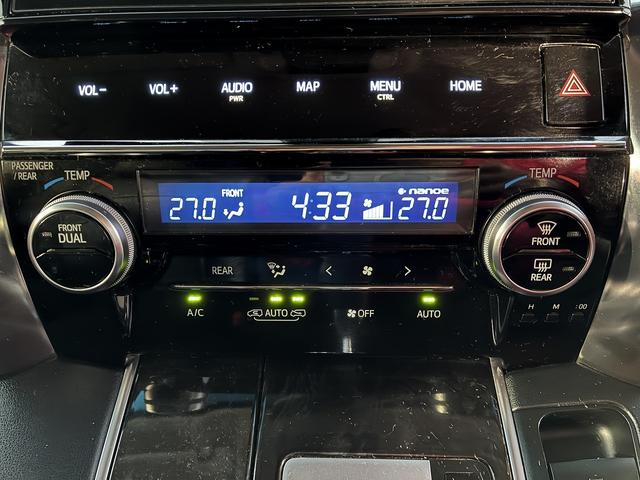 VOL- VOL+ AUDIO MAP MENU HOME
PWR CTRL
PASSENGER
/REAR
TEMP
TEMP
FRONT nanoe
27.0 4:33 27.0
FRONT
DUAL
FRONT
REAR
REAR
A/C AUTO OFF AUTO
H M :00